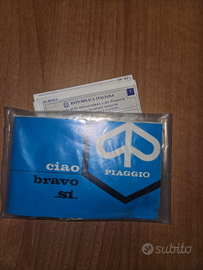 REPUBBLICA ITALIANA
ciao
bravo
..si..
PIAGGIO
subito